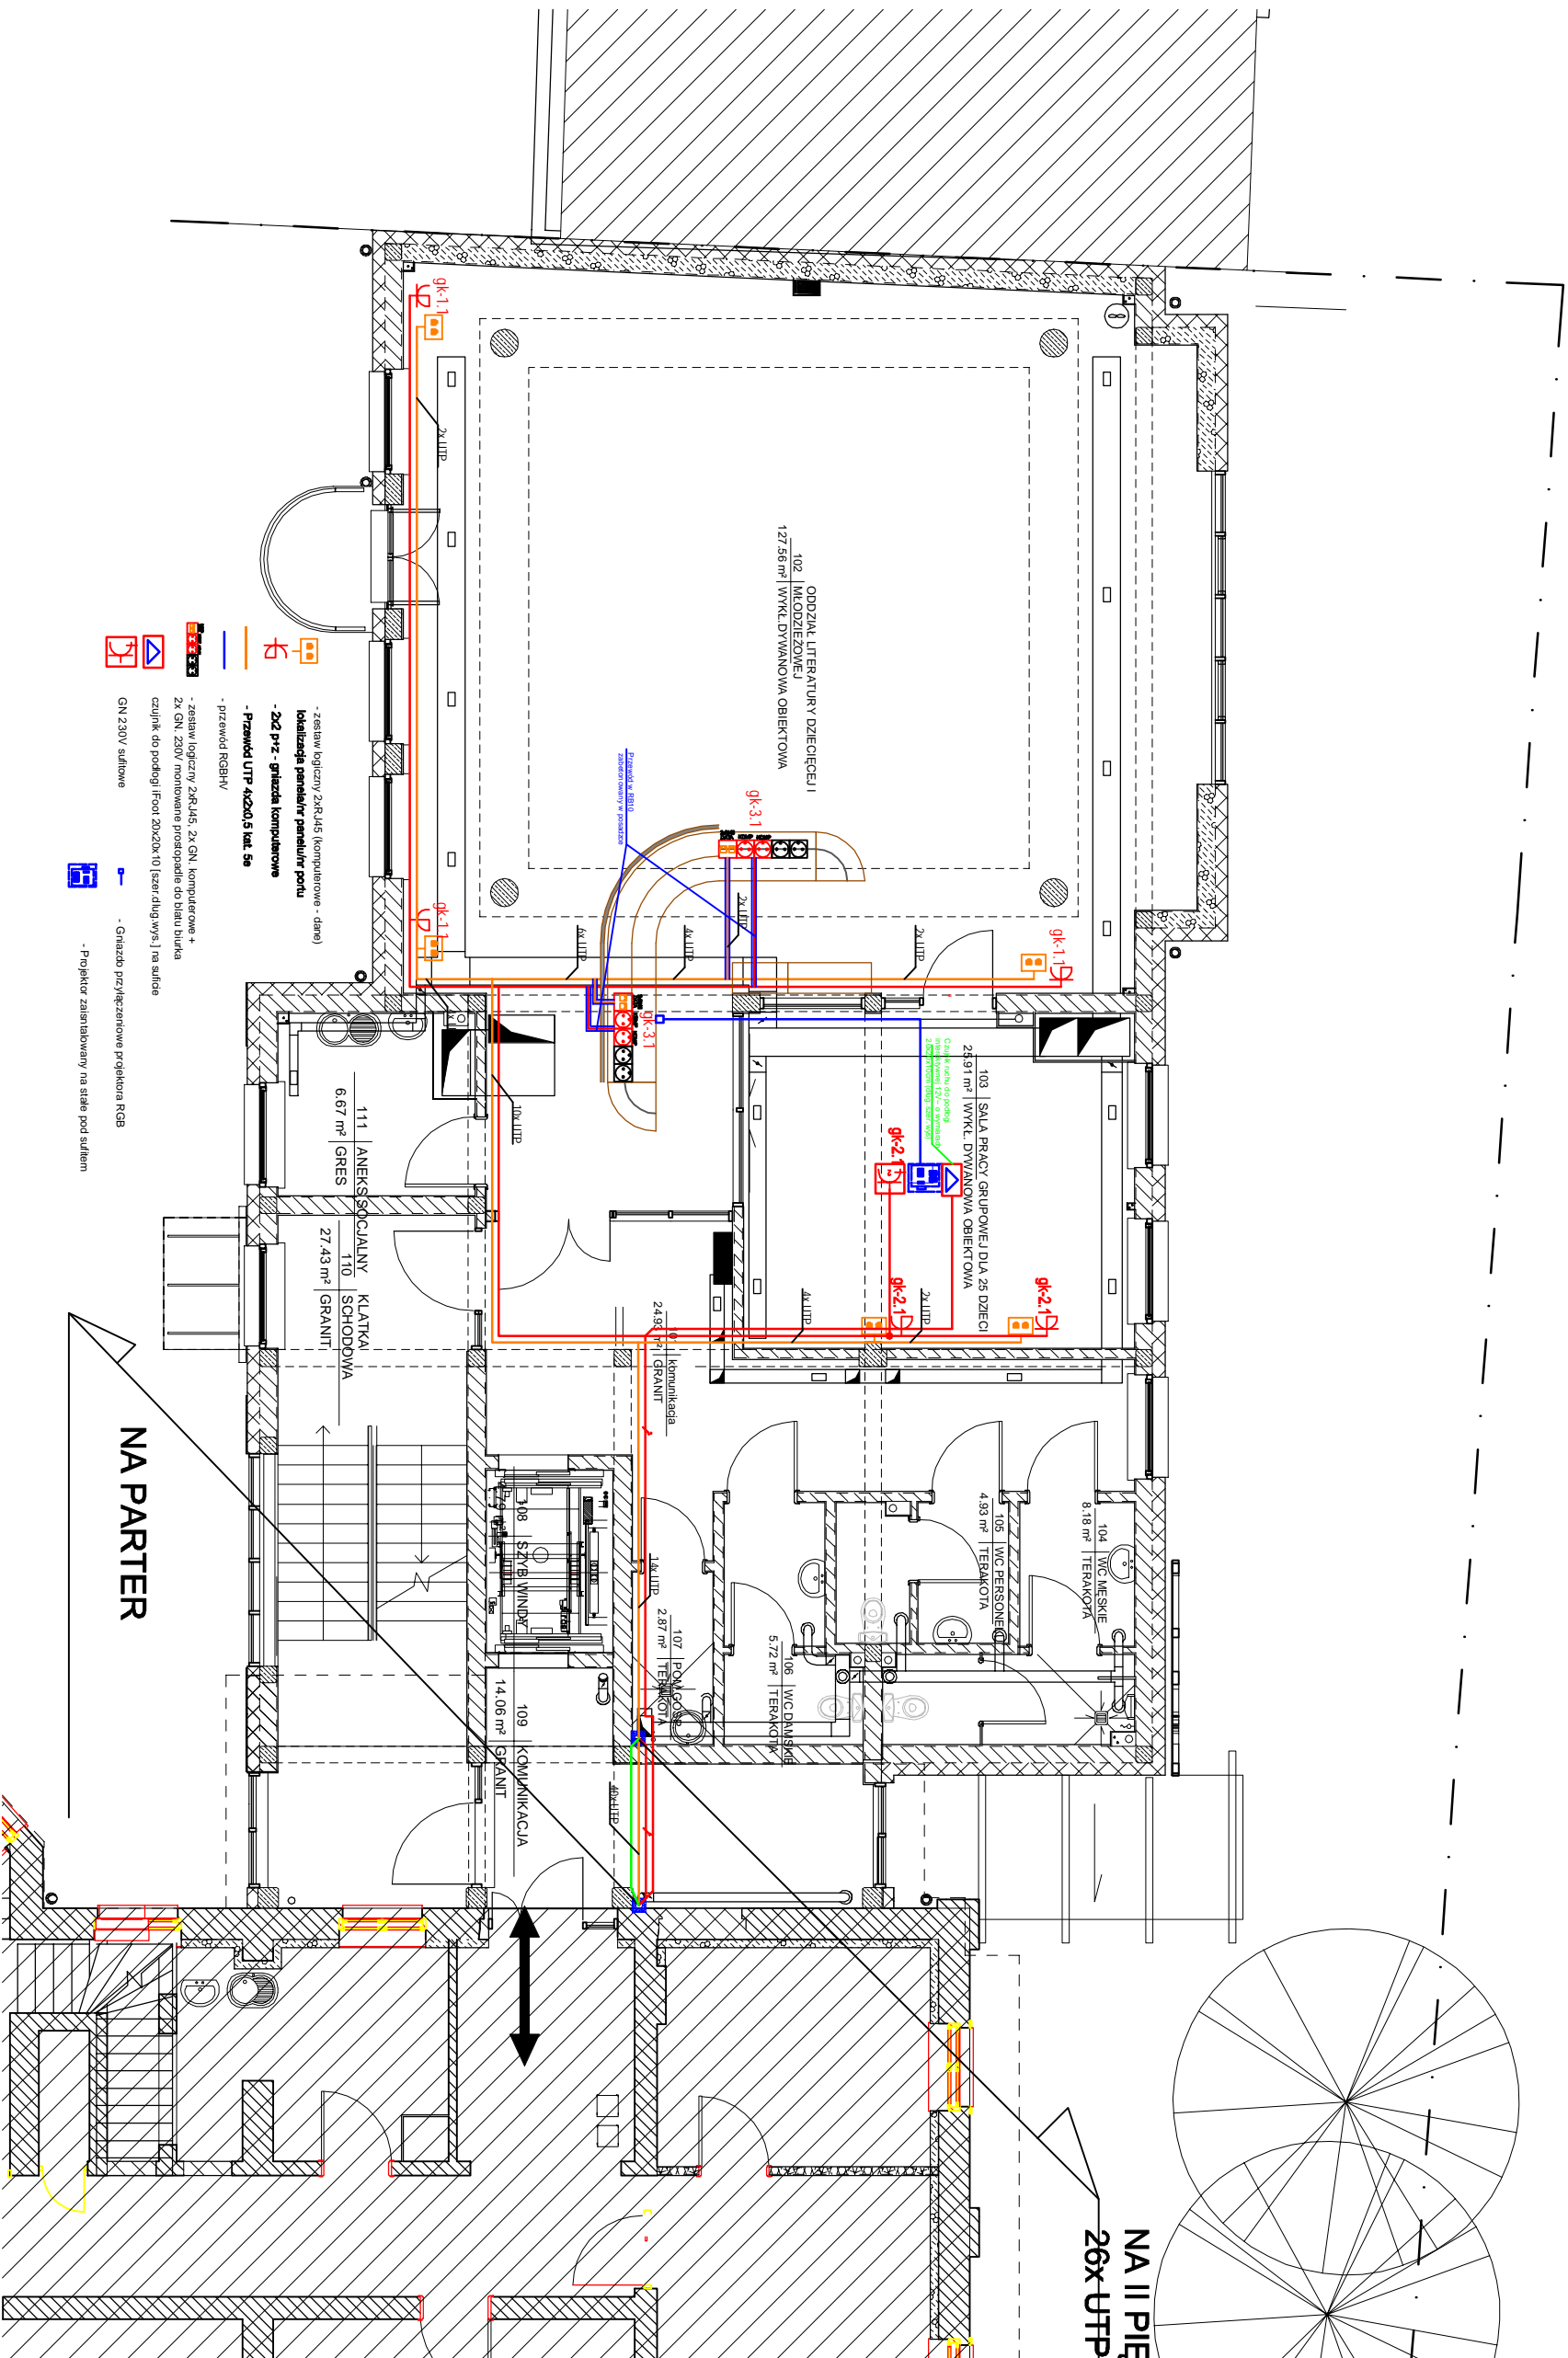 gk-1.1
2x UTP
ODDZIAŁ LITERATURY DZIECIĘCEJ I
102 MŁODZIEŻOWEJ
127.56 m² WYKŁ.DYWANOWA OBIEKTOWA
gk-3.1
Przewód w RB10
zabetonowany w posadzce
2x UTP
4x UTP
6x UTP
2x UTP
gk-1.1
gk-1.1
gk-3.1
10x UTP
103 SALA PRACY GRUPOWEJ DLA 25 DZIECI
25.91 m² WYKŁ. DYWANOWA OBIEKTOWA
gk-2.1
gk-2.1
gk-2.1
4x UTP
2x UTP
komunikacja
GRANIT
111 ANEKS SOCJALNY
6.67 m² GRES
110 KLATKA
SCHODOWA
27.43 m² GRANIT
104 WC MĘSKIE
8.18 m² TERAKOTA
105 WC PERSONEL
4.93 m² TERAKOTA
106 WC DAMSKIE
5.72 m² TERAKOTA
14x UTP
107 POM.GOSP.
2.87 m² TERAKOTA
108 SZYB WINDY
109 KOMUNIKACJA
14.06 m² GRANIT
40x UTP
- zestaw logiczny 2xRJ45 (komputerowe - dane)
lokalizacja panela/nr panelu/nr portu
- 2x2 p+z - gniazda komputerowe
- Przewód UTP 4x2x0,5 kat. 5e
- przewód RGBHV
- zestaw logiczny 2xRJ45, 2x GN. komputerowe +
2x GN. 230V montowane prostopadle do blatu biurka
czujnik do podłogi iFoot 20x20x10 [szer.dług.wys.] na suficie
GN 230V sufitowe
- Gniazdo przyłączeniowe projektora RGB
- Projektor zainstalowany na stałe pod sufitem
NA PARTER
NA II PIĘ
26x UTP